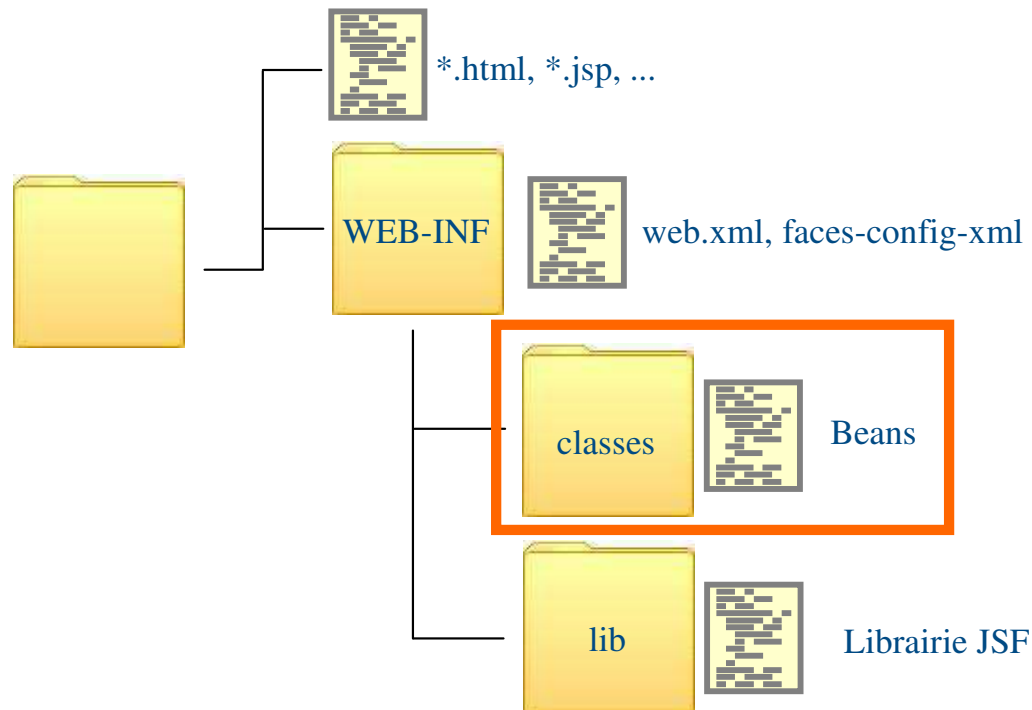 *.html, *.jsp, ...
WEB-INF
web.xml, faces-config-xml
classes
Beans
lib
Librairie JSF